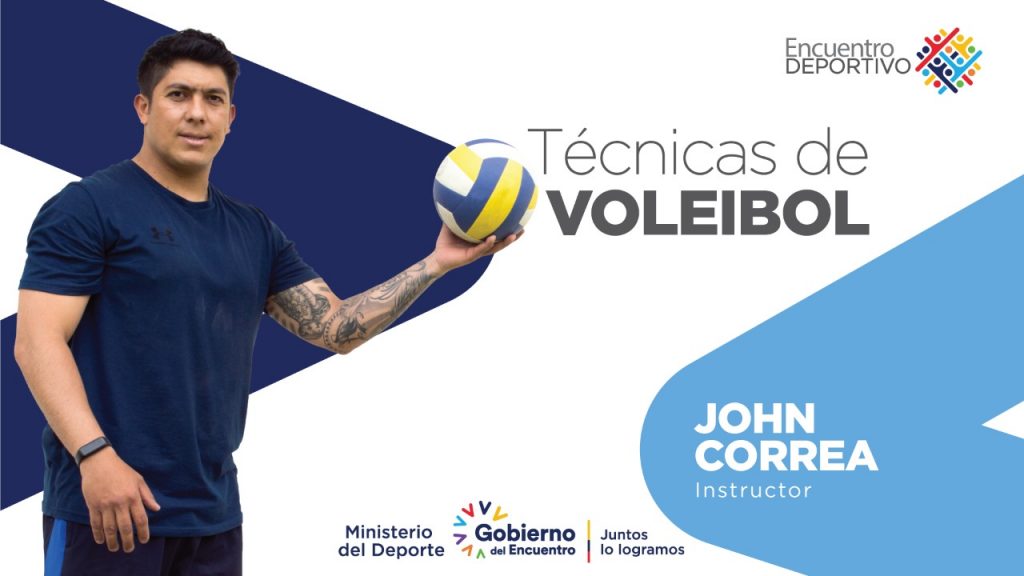 Encuentro
DEPORTIVO
Técnicas de
VOLEIBOL
JOHN
CORREA
Instructor
Ministerio
del Deporte
Gobierno
del Encuentro
Juntos
lo logramos